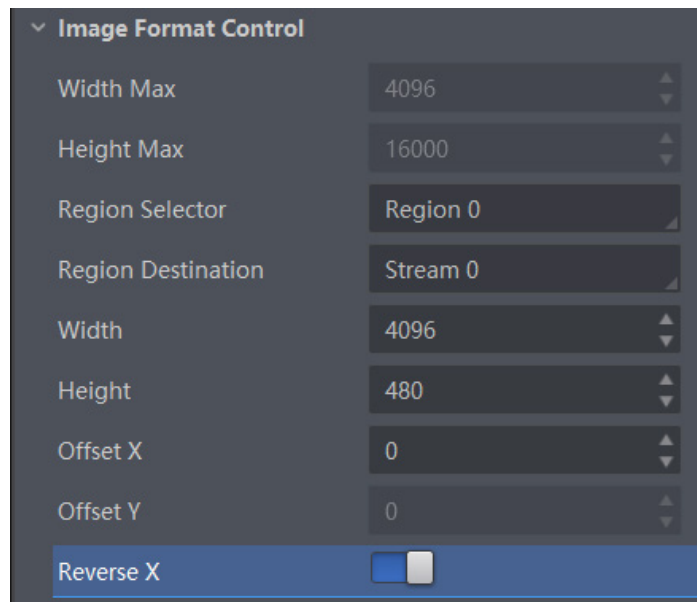 Image Format Control
Width Max 4096
Height Max 16000
Region Selector Region 0
Region Destination Stream 0
Width 4096
Height 480
Offset X 0
Offset Y 0
Reverse X